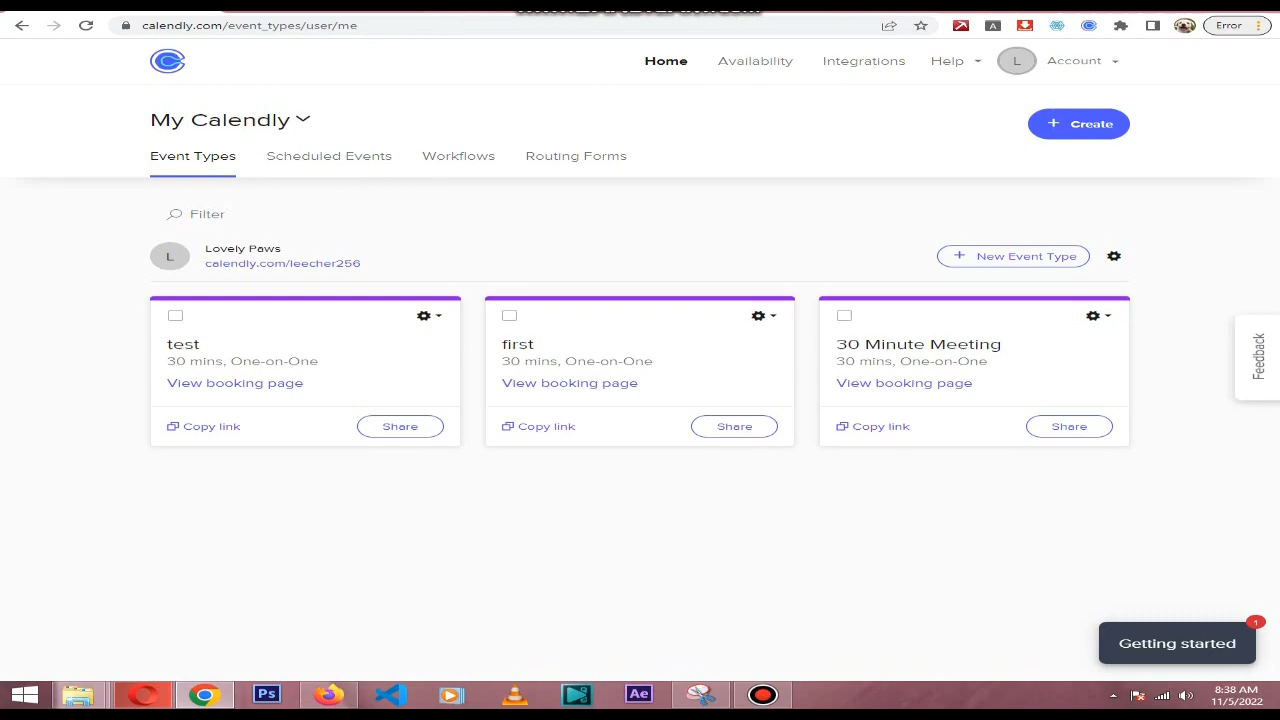 calendly.com/event_types/user/me
Error
Home
Availability
Integrations
Help
L
Account
My Calendly
+ Create
Event Types
Scheduled Events
Workflows
Routing Forms
Filter
L
Lovely Paws
calendly.com/leecher256
+ New Event Type
test
30 mins, One-on-One
View booking page
Copy link
Share
first
30 mins, One-on-One
View booking page
Copy link
Share
30 Minute Meeting
30 mins, One-on-One
View booking page
Copy link
Share
Feedback
1
Getting started
Ps
Ae
8:38 AM
11/5/2022